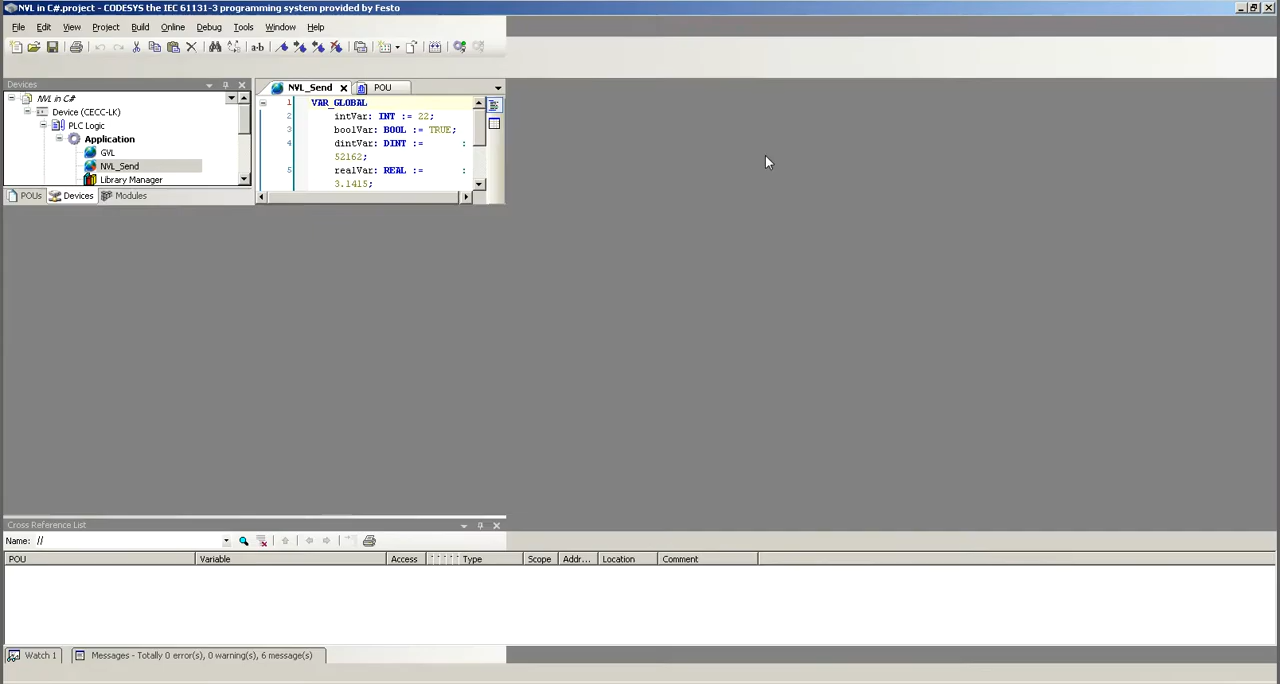 NVL in C#.project - CODESYS the IEC 61131-3 programming system provided by Festo
File Edit View Project Build Online Debug Tools Window Help
a-b
Devices
NVL_Send POU
NVL in C#
Device (CECC-LK)
PLC Logic
Application
GVL
NVL_Send
Library Manager
POUs Devices Modules
1 VAR_GLOBAL
2 intVar: INT := 22;
3 boolVar: BOOL := TRUE;
4 dintVar: DINT := :
52162;
5 realVar: REAL := :
3.1415;
Cross Reference List
Name: //
POU Variable Access Type Scope Addr... Location Comment
Watch 1 Messages - Totally 0 error(s), 0 warning(s), 6 message(s)